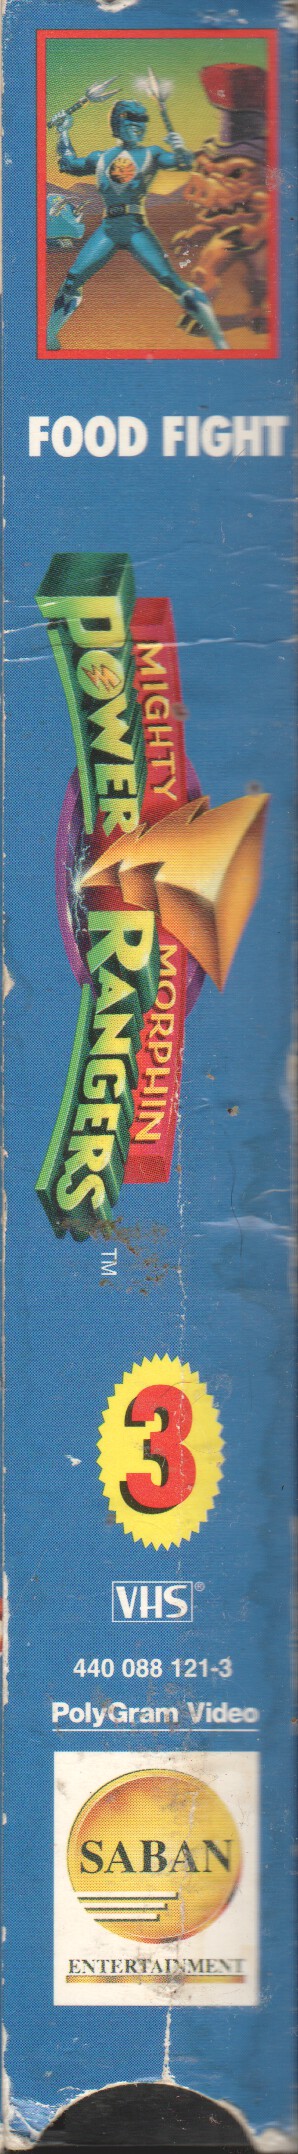 FOOD FIGHT
MIGHTY MORPHIN
POWER RANGERS
TM
3
VHS®
440 088 121-3
PolyGram Video
SABAN
ENTERTAINMENT